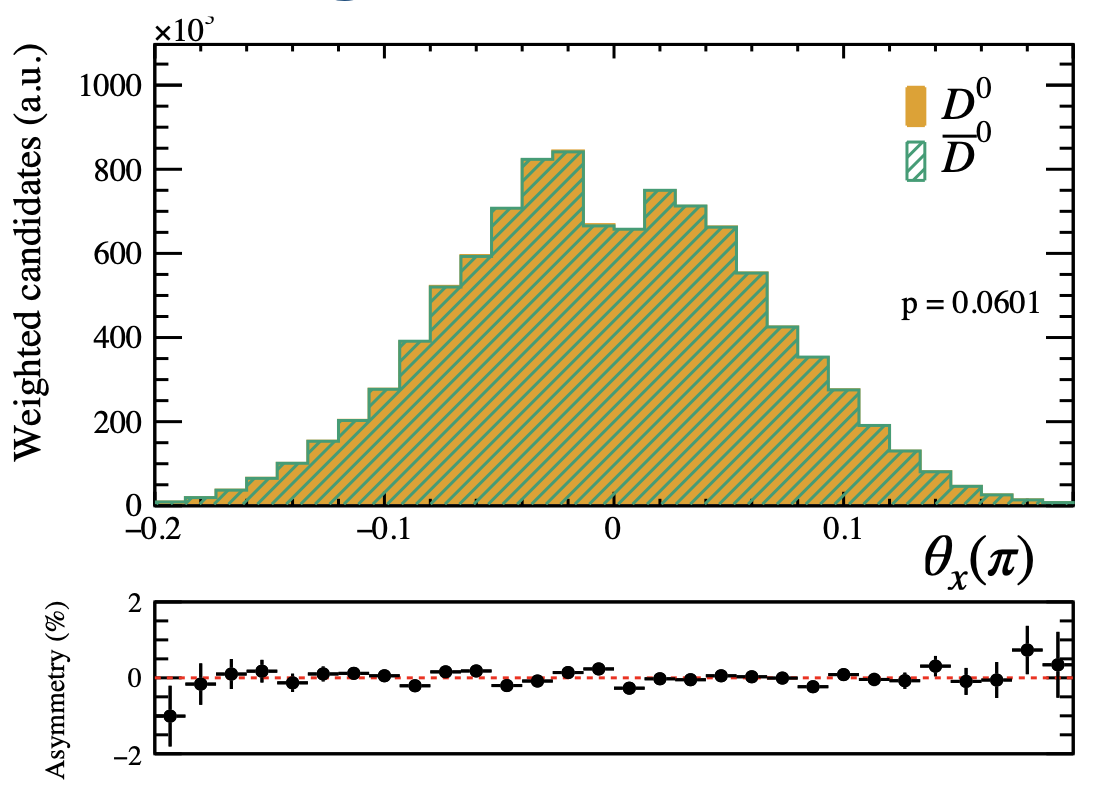 ×10³
Weighted candidates (a.u.)
1000
800
600
400
200
0
D⁰
D̅⁰
p = 0.0601
−0.2
−0.1
0
0.1
θₓ(π)
Asymmetry (%)
2
0
−2